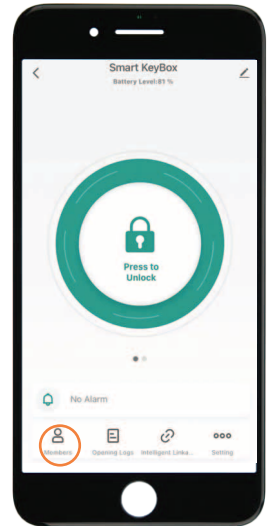 Smart KeyBox
Battery Level:81 %
Press to
Unlock
No Alarm
Members
Opening Logs
Intelligent Linka...
Setting